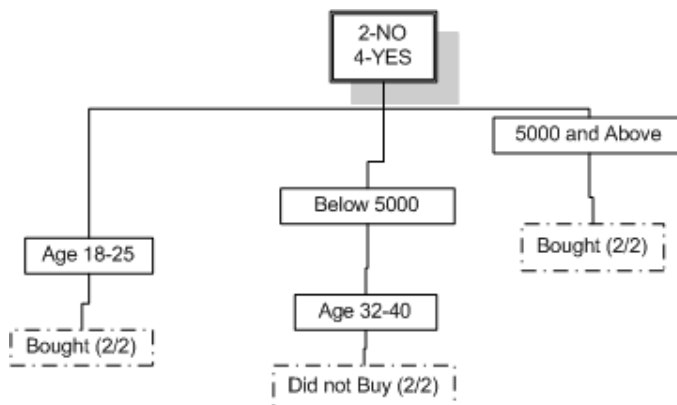 2-NO
4-YES
5000 and Above
Below 5000
Bought (2/2)
Age 18-25
Age 32-40
Bought (2/2)
Did not Buy (2/2)